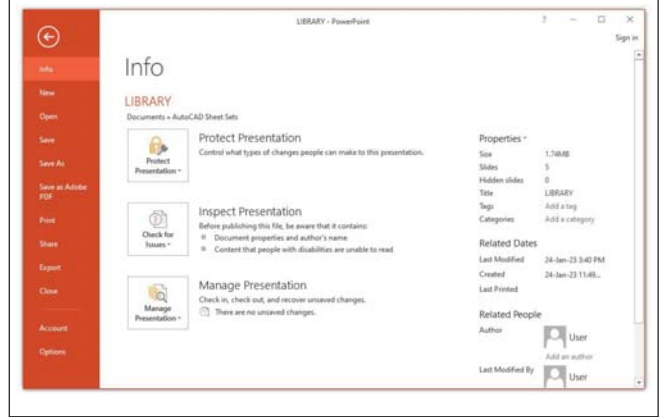 LIBRARY - PowerPoint
?
Sign in
Info
New
Open
Save
Save As
Save as Adobe
PDF
Print
Share
Export
Close
Account
Options
Info
LIBRARY
Documents » AutoCAD Sheet Sets
Protect
Presentation
Protect Presentation
Control what types of changes people can make to this presentation.
Check for
Issues
Inspect Presentation
Before publishing this file, be aware that it contains:
Document properties and author's name
Content that people with disabilities are unable to read
Manage
Presentation
Manage Presentation
Check in, check out, and recover unsaved changes.
There are no unsaved changes.
Properties
Size 1.74MB
Slides 5
Hidden slides 0
Title LIBRARY
Tags Add a tag
Categories Add a category
Related Dates
Last Modified 24-Jan-23 3:40 PM
Created 24-Jan-23 11:49...
Last Printed
Related People
Author User
Add an author
Last Modified By User